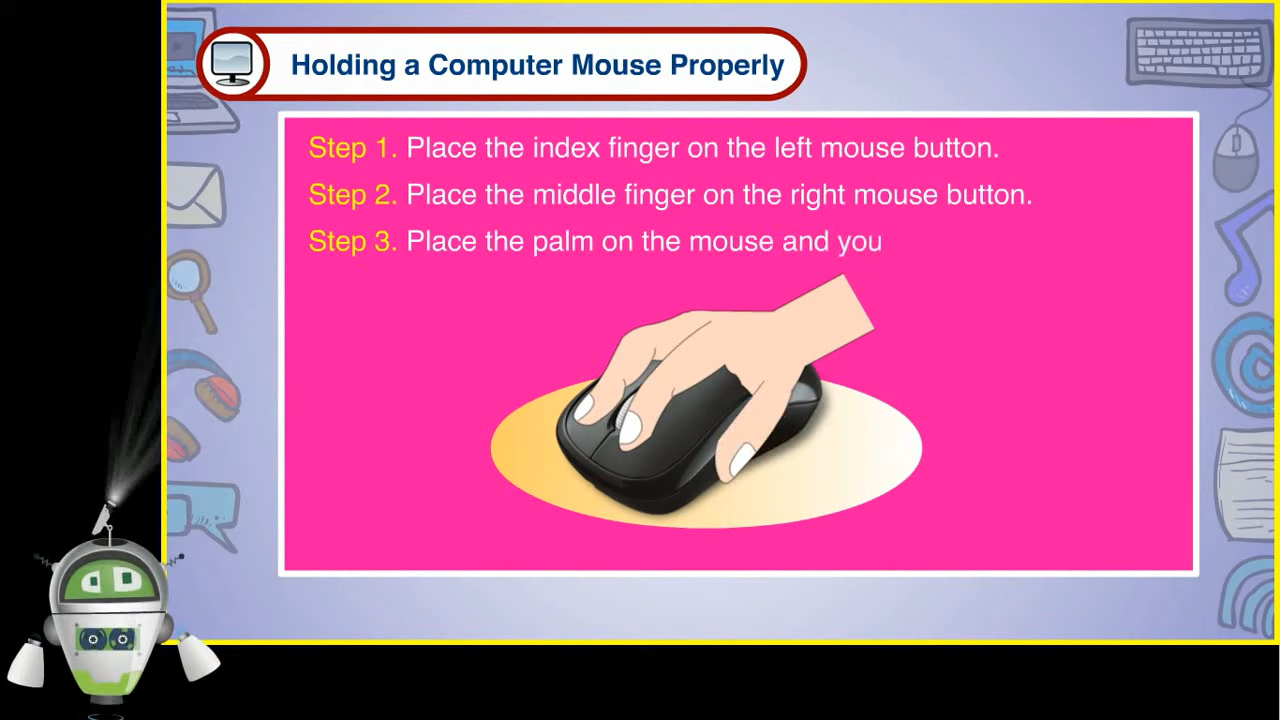 Holding a Computer Mouse Properly
Step 1. Place the index finger on the left mouse button.
Step 2. Place the middle finger on the right mouse button.
Step 3. Place the palm on the mouse and you